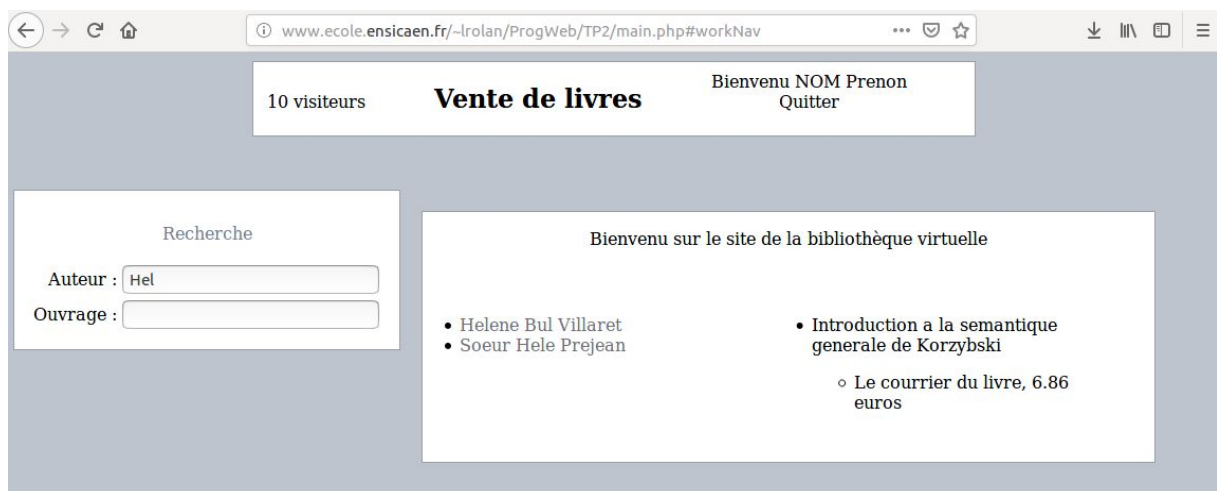 www.ecole.ensicaen.fr/~lrolan/ProgWeb/TP2/main.php#workNav
10 visiteurs
Vente de livres
Bienvenu NOM Prenon
Quitter
Recherche
Auteur : Hel
Ouvrage :
Bienvenu sur le site de la bibliothèque virtuelle
• Helene Bul Villaret
• Soeur Hele Prejean
• Introduction a la semantique
generale de Korzybski
◦ Le courrier du livre, 6.86
euros